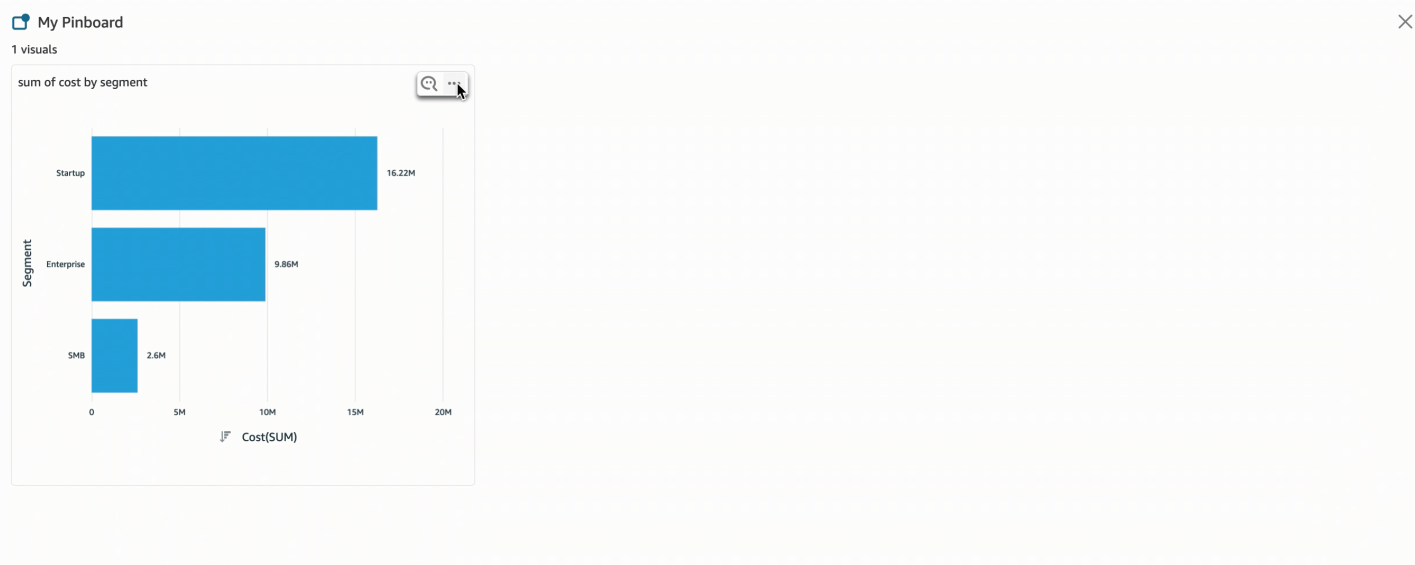 My Pinboard
1 visuals
sum of cost by segment
Segment
Startup
16.22M
Enterprise
9.86M
SMB
2.6M
0 5M 10M 15M 20M
Cost(SUM)